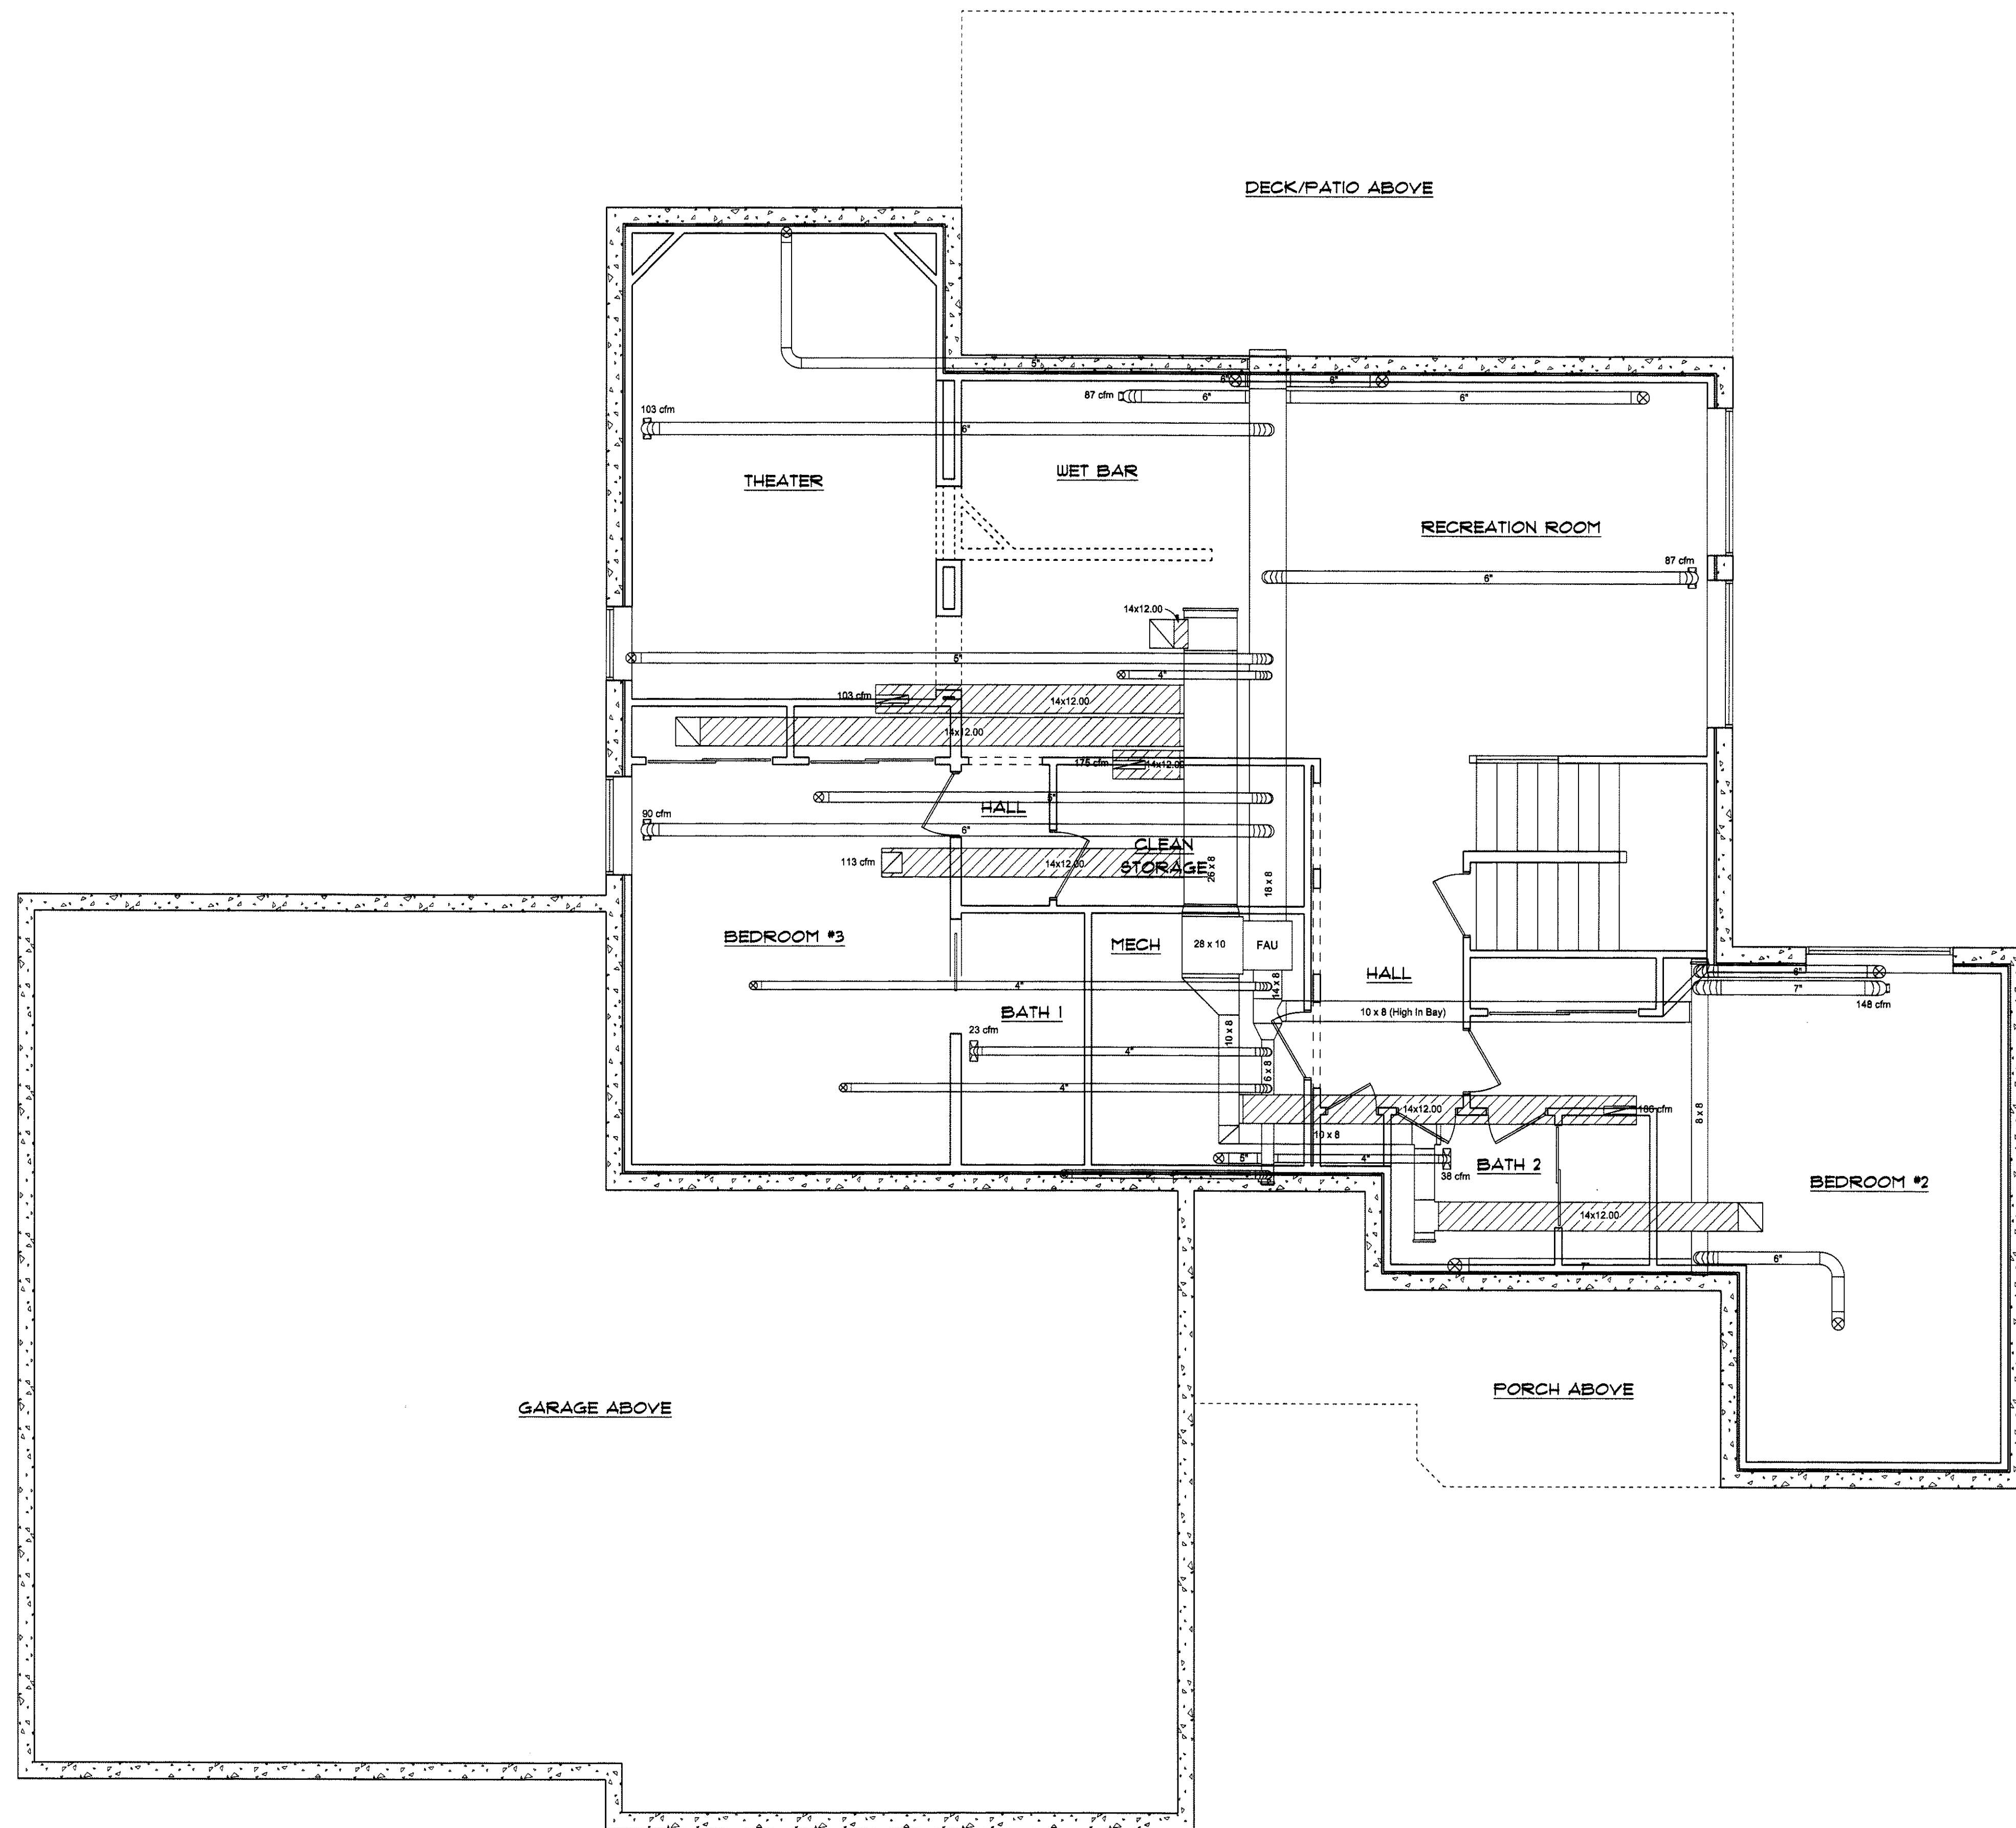 DECK/PATIO ABOVE
5"
6"
6"
87 cfm
6"
6"
103 cfm
6"
THEATER
WET BAR
RECREATION ROOM
87 cfm
6"
14x12.00
5"
4"
103 cfm
14x12.00
14x12.00
175 cfm
14x12.00
5"
HALL
90 cfm
6"
CLEAN
STORAGE
113 cfm
14x12.00
26 x 8
18 x 8
BEDROOM #3
MECH
28 x 10
FAU
HALL
4"
14 x 8
6"
7"
148 cfm
BATH 1
10 x 8 (High In Bay)
23 cfm
4"
10 x 8
6 x 8
4"
14x12.00
186 cfm
8 x 8
10 x 8
5"
4"
BATH 2
38 cfm
BEDROOM #2
14x12.00
7"
6"
PORCH ABOVE
GARAGE ABOVE